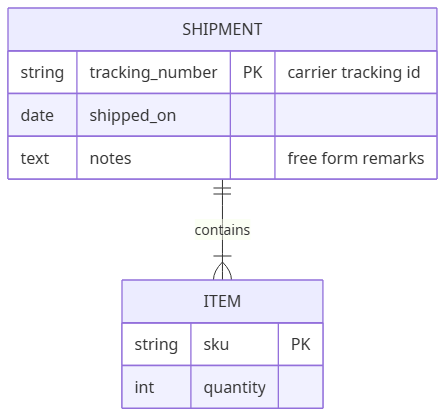 SHIPMENT
string tracking_number PK carrier tracking id
date shipped_on
text notes free form remarks
contains
ITEM
string sku PK
int quantity